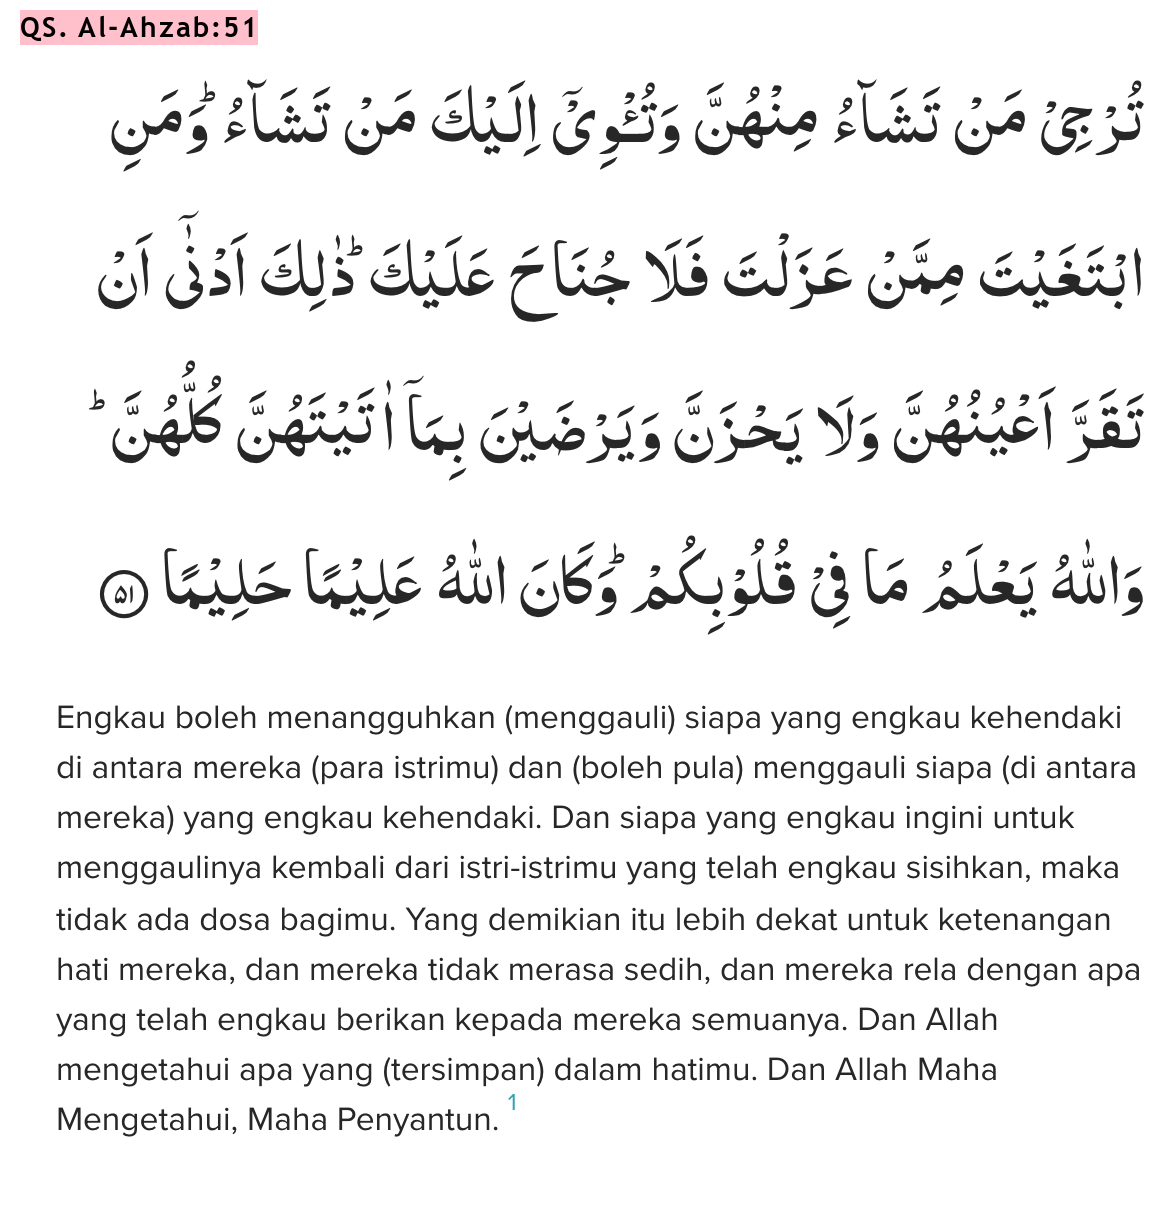 QS. Al-Ahzab:51
تُرْجِيْ مَنْ تَشَاۤءُ مِنْهُنَّ وَتُـْٔوِيْٓ اِلَيْكَ مَنْ تَشَاۤءُۗ وَمَنِ
ابْتَغَيْتَ مِمَّنْ عَزَلْتَ فَلَا جُنَاحَ عَلَيْكَۗ ذٰلِكَ اَدْنٰٓى اَنْ
تَقَرَّ اَعْيُنُهُنَّ وَلَا يَحْزَنَّ وَيَرْضَيْنَ بِمَآ اٰتَيْتَهُنَّ كُلُّهُنَّۗ
وَاللّٰهُ يَعْلَمُ مَا فِيْ قُلُوْبِكُمْۗ وَكَانَ اللّٰهُ عَلِيْمًا حَلِيْمًا ٥١
Engkau boleh menangguhkan (menggauli) siapa yang engkau kehendaki
di antara mereka (para istrimu) dan (boleh pula) menggauli siapa (di antara
mereka) yang engkau kehendaki. Dan siapa yang engkau ingini untuk
menggaulinya kembali dari istri-istrimu yang telah engkau sisihkan, maka
tidak ada dosa bagimu. Yang demikian itu lebih dekat untuk ketenangan
hati mereka, dan mereka tidak merasa sedih, dan mereka rela dengan apa
yang telah engkau berikan kepada mereka semuanya. Dan Allah
mengetahui apa yang (tersimpan) dalam hatimu. Dan Allah Maha
Mengetahui, Maha Penyantun. 1